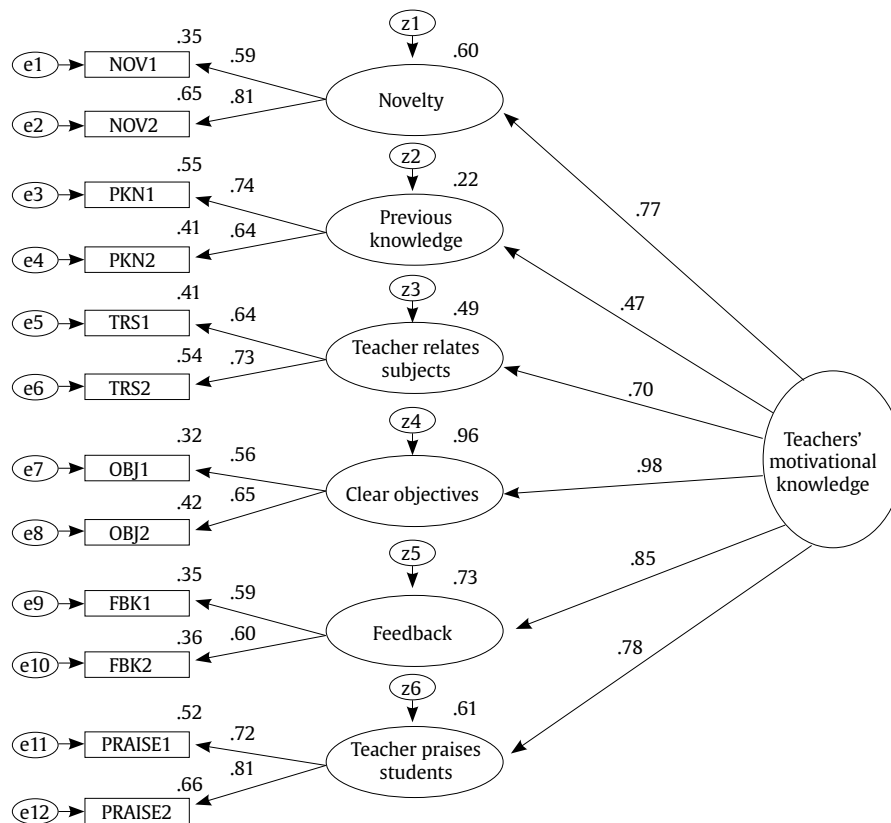 z1
.35
.60
e1
NOV1
.59
.65
.81
Novelty
e2
NOV2
z2
.55
.22
e3
PKN1
.74
.77
.41
.64
Previous
knowledge
e4
PKN2
z3
.41
.49
.47
e5
TRS1
.64
.54
.73
Teacher relates
subjects
e6
TRS2
.70
z4
.32
.96
Teachers’
motivational
knowledge
e7
OBJ1
.56
.98
.42
.65
Clear objectives
e8
OBJ2
z5
.35
.73
.85
e9
FBK1
.59
.36
.60
Feedback
e10
FBK2
.78
z6
.52
.61
e11
PRAISE1
.72
.66
.81
Teacher praises
students
e12
PRAISE2